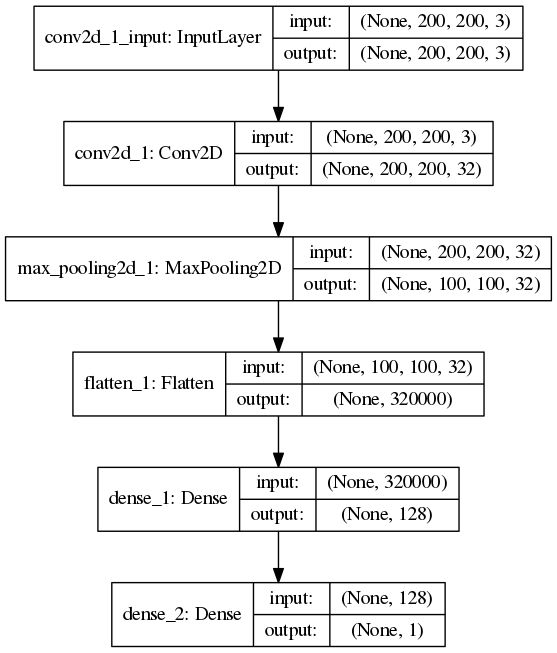 conv2d_1_input: InputLayer
input: (None, 200, 200, 3)
output: (None, 200, 200, 3)
conv2d_1: Conv2D
input: (None, 200, 200, 3)
output: (None, 200, 200, 32)
max_pooling2d_1: MaxPooling2D
input: (None, 200, 200, 32)
output: (None, 100, 100, 32)
flatten_1: Flatten
input: (None, 100, 100, 32)
output: (None, 320000)
dense_1: Dense
input: (None, 320000)
output: (None, 128)
dense_2: Dense
input: (None, 128)
output: (None, 1)